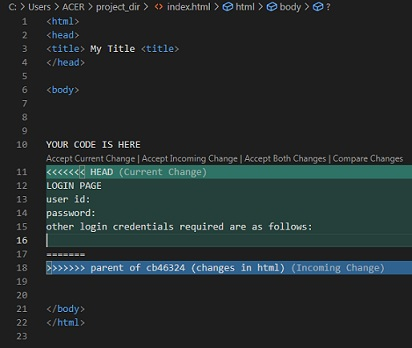 C: > Users > ACER > project_dir > index.html > html > body > ?
1 <html>
2 <head>
3 <title> My Title <title>
4 </head>
5
6 <body>
7
8
9
10 YOUR CODE IS HERE
Accept Current Change | Accept Incoming Change | Accept Both Changes | Compare Changes
11 <<<<<<< HEAD (Current Change)
12 LOGIN PAGE
13 user id:
14 password:
15 other login credentials required are as follows:
16
17 =======
18 >>>>>>> parent of cb46324 (changes in html) (Incoming Change)
19
20
21 </body>
22 </html>
23